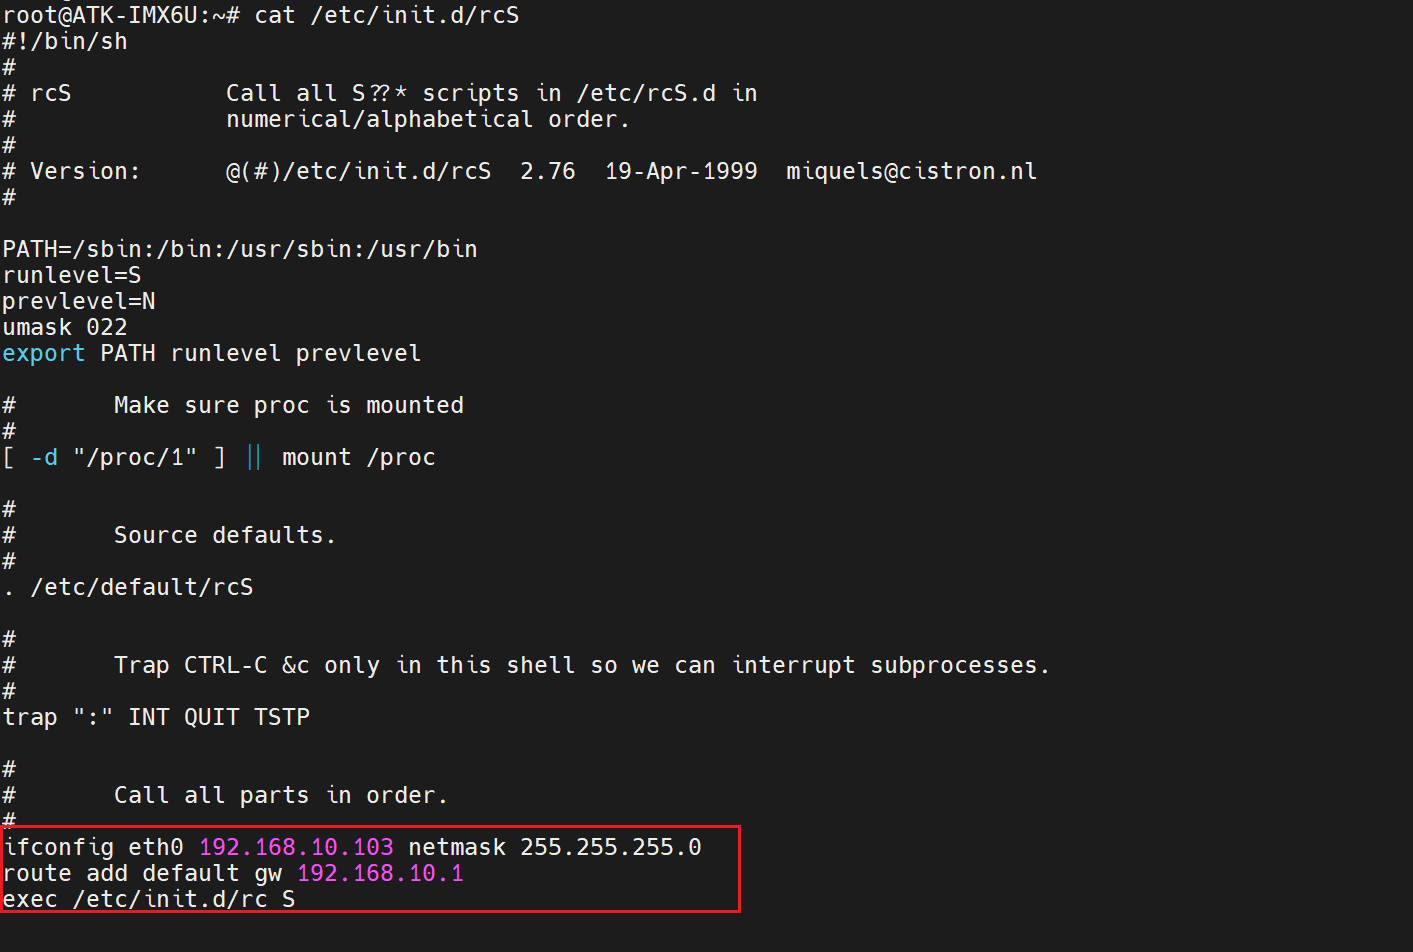 root@ATK-IMX6U:~# cat /etc/init.d/rcS
#!/bin/sh
#
# rcS           Call all S??* scripts in /etc/rcS.d in
#               numerical/alphabetical order.
#
# Version:      @(#)/etc/init.d/rcS  2.76  19-Apr-1999  miquels@cistron.nl
#

PATH=/sbin:/bin:/usr/sbin:/usr/bin
runlevel=S
prevlevel=N
umask 022
export PATH runlevel prevlevel

#       Make sure proc is mounted
#
[ -d "/proc/1" ] || mount /proc

#
#       Source defaults.
#
. /etc/default/rcS

#
#       Trap CTRL-C &c only in this shell so we can interrupt subprocesses.
#
trap ":" INT QUIT TSTP

#
#       Call all parts in order.
#
ifconfig eth0 192.168.10.103 netmask 255.255.255.0
route add default gw 192.168.10.1
exec /etc/init.d/rc S